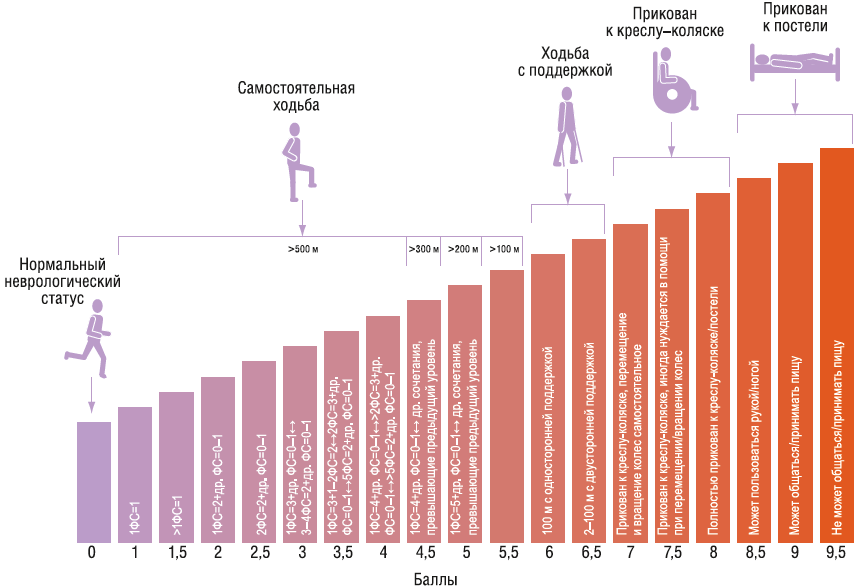 Нормальный
неврологический
статус
Самостоятельная
ходьба
Ходьба
с поддержкой
Прикован
к креслу–коляске
Прикован
к постели
>500 м
>300 м
>200 м
>100 м
1ФС=1
>1ФС=1
1ФС=2+др, ФС=0–1
2ФС=2+др, ФС=0–1
1ФС=3+др, ФС=0–1↔
3–4ФС=2+др, ФС=0–1
1ФС=3+1–2ФС=2↔2ФС=3+др,
ФС=0–1↔5ФС=2+др, ФС=0–1
1ФС=4+др. ФС=0–1↔>2ФС=3+др.
ФС=0–1↔>5ФС=2+др. ФС=0–1
1ФС=4+др, ФС=0–1↔ др. сочетания,
превышающие предыдущий уровень
1ФС=5+др, ФС=0–1↔ др, сочетания,
превышающие предыдущий уровень
100 м с односторонней поддержкой
2–100 м с двусторонней поддержкой
Прикован к креслу-коляске, перемещение
и вращение колес самостоятельное
Прикован к креслу-коляске, иногда нуждается в помощи
при перемещении/вращении колес
Полностью прикован к креслу-коляске/постели
Может пользоваться рукой/ногой
Может общаться/принимать пищу
Не может общаться/принимать пищу
0 1 1,5 2 2,5 3 3,5 4 4,5 5 5,5 6 6,5 7 7,5 8 8,5 9 9,5
Баллы